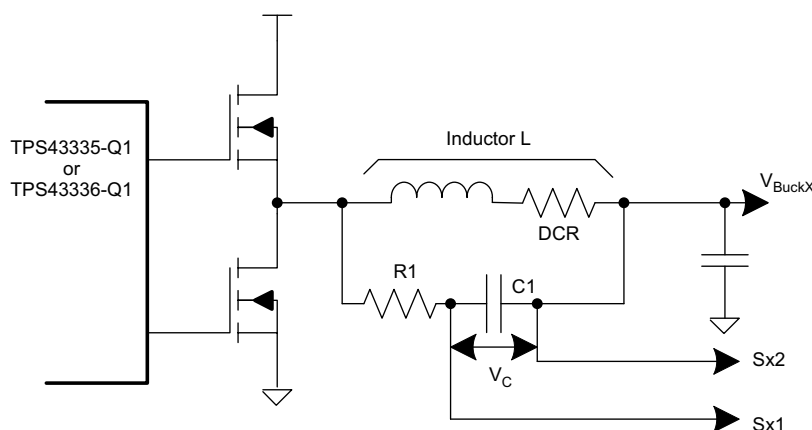 TPS43335-Q1
or
TPS43336-Q1
Inductor L
V_BuckX
DCR
R1
C1
V_C
Sx2
Sx1